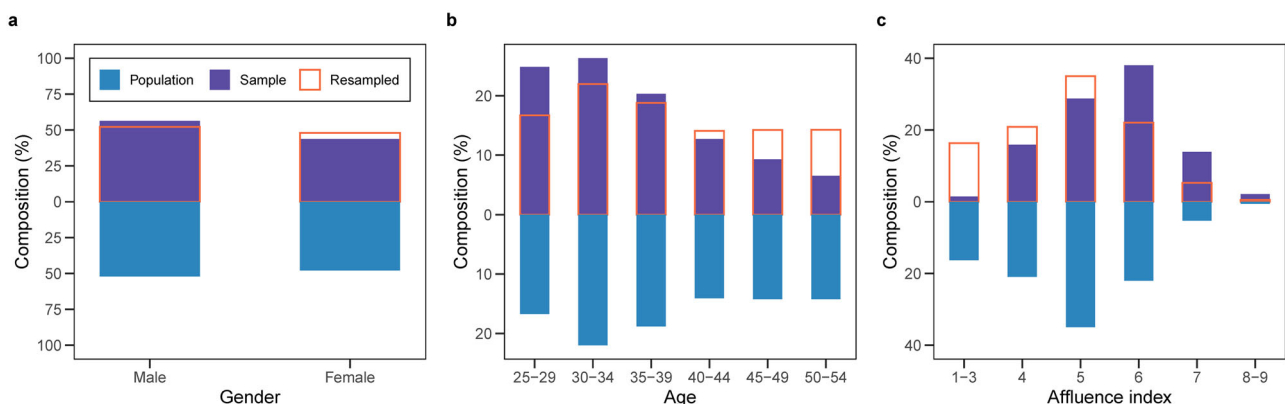 a
100
75
50
25
0
25
50
75
100
Composition (%)
Population
Sample
Resampled
Male
Female
Gender
b
20
10
0
10
20
Composition (%)
25−29
30−34
35−39
40−44
45−49
50−54
Age
c
40
20
0
20
40
Composition (%)
1−3
4
5
6
7
8−9
Affluence index